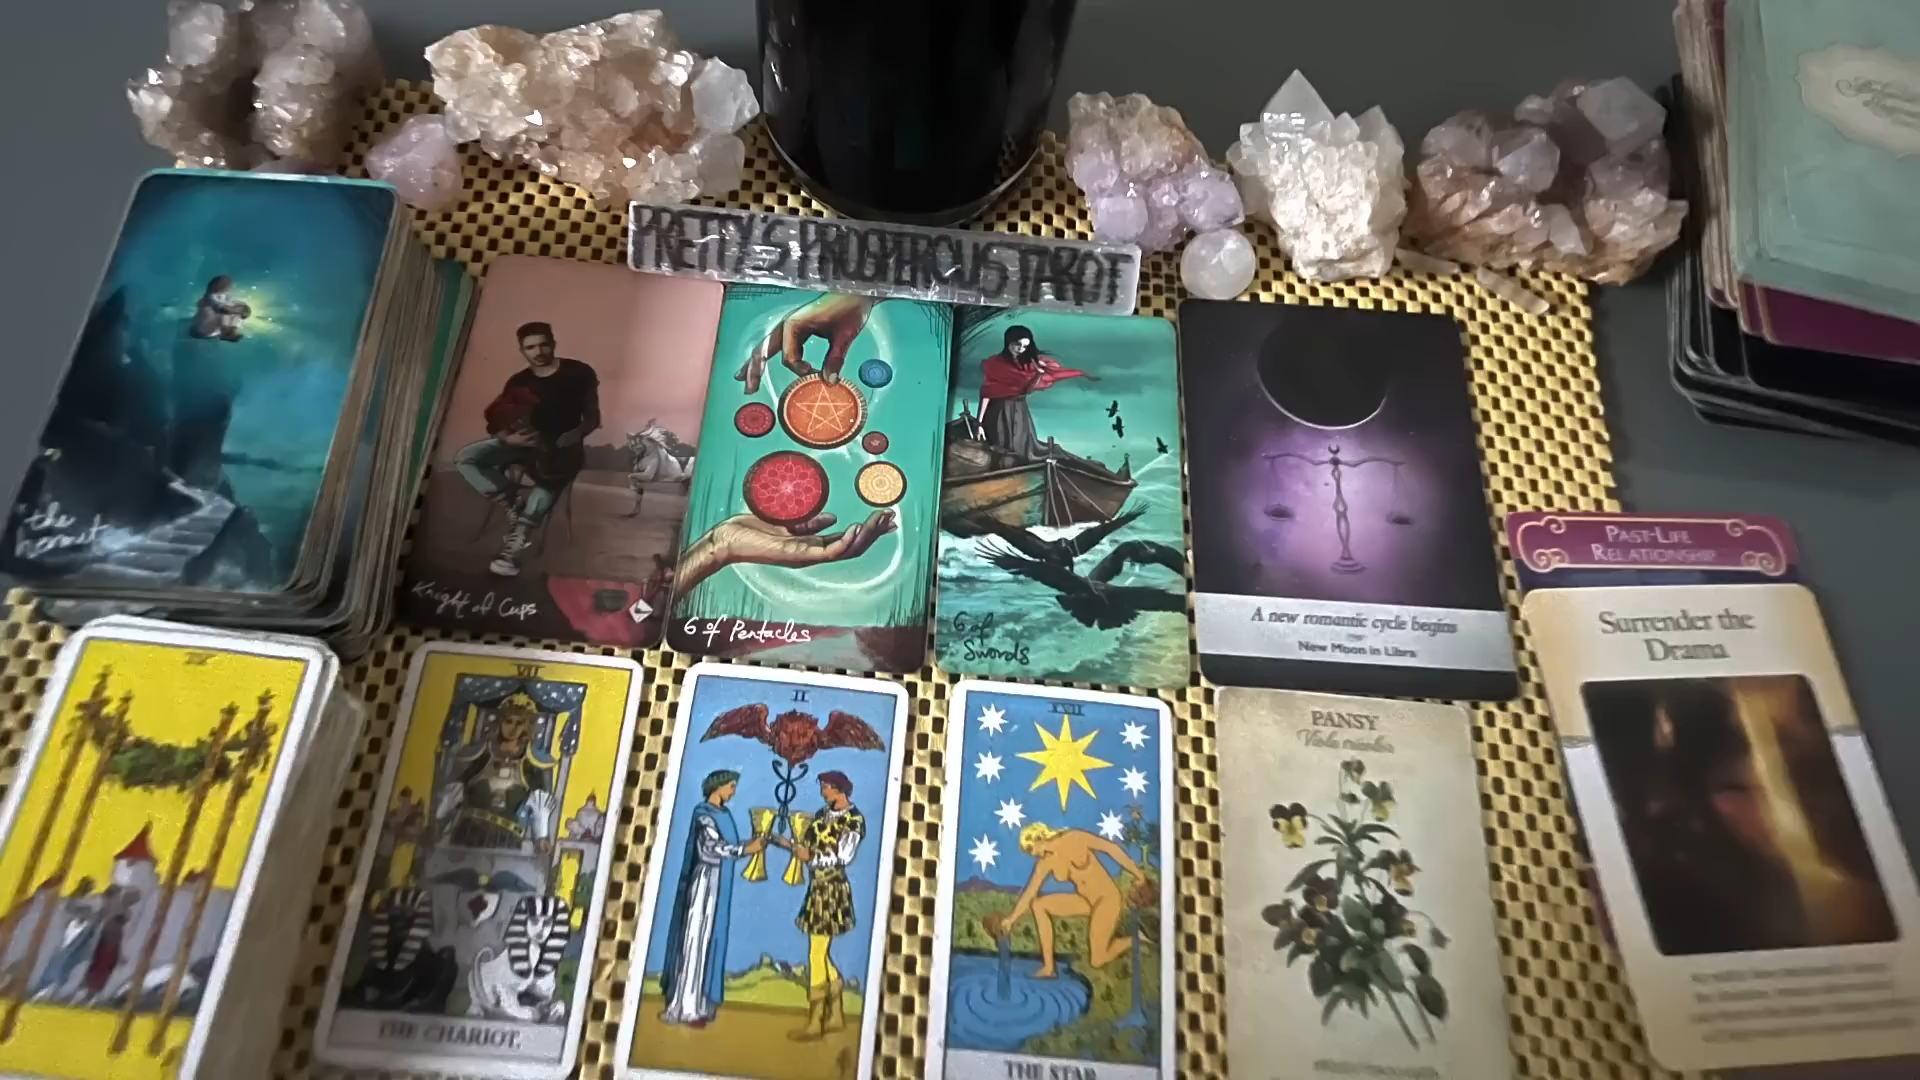 PRETTY'S PROSPEROUS TAROT
the
hermit
Knight of Cups
6 of Pentacles
6 of
Swords
A new romantic cycle begins
New Moon in Libra
PAST-LIFE
RELATIONSHIP
Surrender the
Drama
VII
THE CHARIOT.
II
XVII
THE STAR
PANSY
Viola